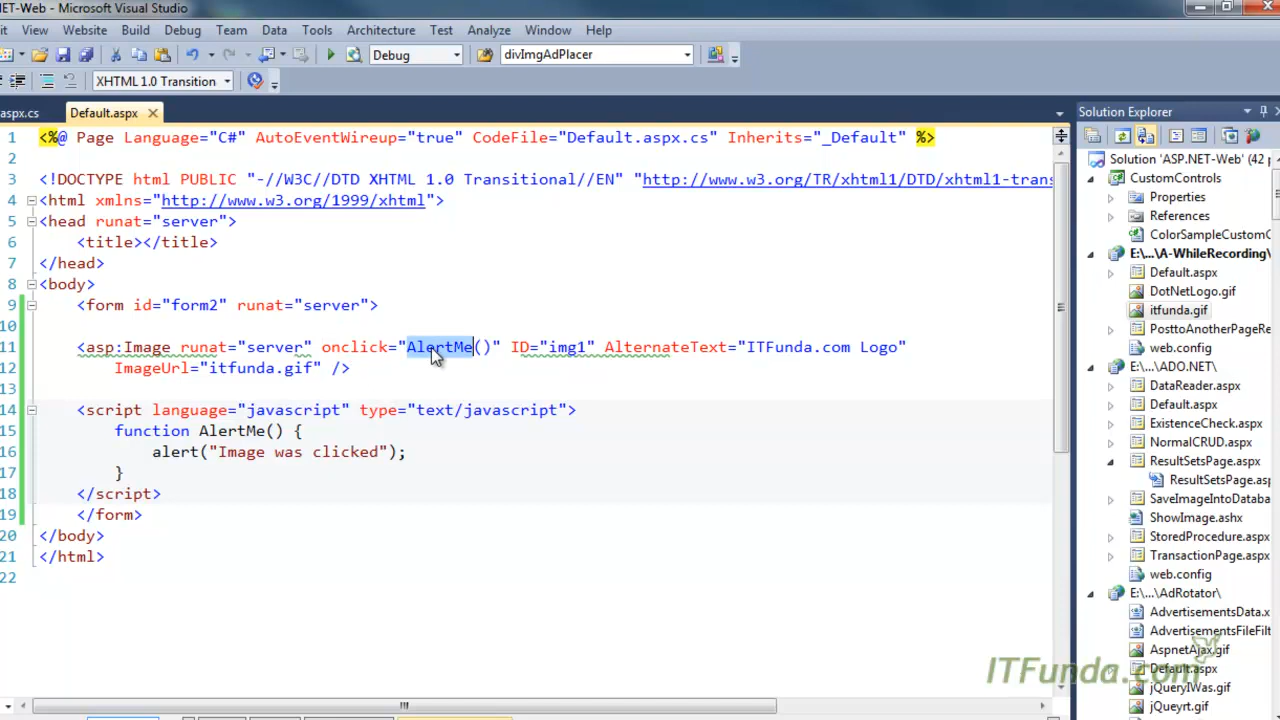 NET-Web - Microsoft Visual Studio
it View Website Build Debug Team Data Tools Architecture Test Analyze Window Help
Debug divImgAdPlacer
XHTML 1.0 Transition
aspx.cs Default.aspx
1 <%@ Page Language="C#" AutoEventWireup="true" CodeFile="Default.aspx.cs" Inherits="_Default" %>
2
3 <!DOCTYPE html PUBLIC "-//W3C//DTD XHTML 1.0 Transitional//EN" "http://www.w3.org/TR/xhtml1/DTD/xhtml1-trans
4 <html xmlns="http://www.w3.org/1999/xhtml">
5 <head runat="server">
6 <title></title>
7 </head>
8 <body>
9 <form id="form2" runat="server">
10
11 <asp:Image runat="server" onclick="AlertMe()" ID="img1" AlternateText="ITFunda.com Logo"
12 ImageUrl="itfunda.gif" />
13
14 <script language="javascript" type="text/javascript">
15 function AlertMe() {
16 alert("Image was clicked");
17 }
18 </script>
19 </form>
20 </body>
21 </html>
22
Solution Explorer
Solution 'ASP.NET-Web' (42 p
CustomControls
Properties
References
ColorSampleCustomC
E:\...\A-WhileRecording\
Default.aspx
DotNetLogo.gif
itfunda.gif
PosttoAnotherPageRe
web.config
E:\...\ADO.NET\
DataReader.aspx
Default.aspx
ExistenceCheck.aspx
NormalCRUD.aspx
ResultSetsPage.aspx
ResultSetsPage.asp
SaveImageIntoDataba
ShowImage.ashx
StoredProcedure.aspx
TransactionPage.aspx
web.config
E:\...\AdRotator\
AdvertisementsData.x
AdvertisementsFileFilt
AspnetAjax.gif
Default.aspx
jQueryIWas.gif
jQueryrt.gif
ITFunda.com